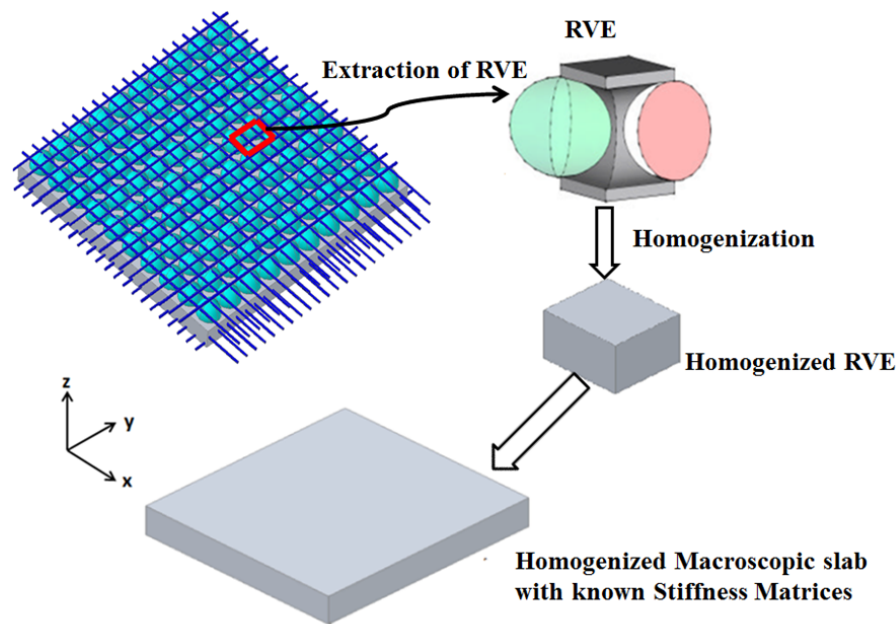 RVE
Extraction of RVE
Homogenization
Homogenized RVE
z
y
x
Homogenized Macroscopic slab
with known Stiffness Matrices